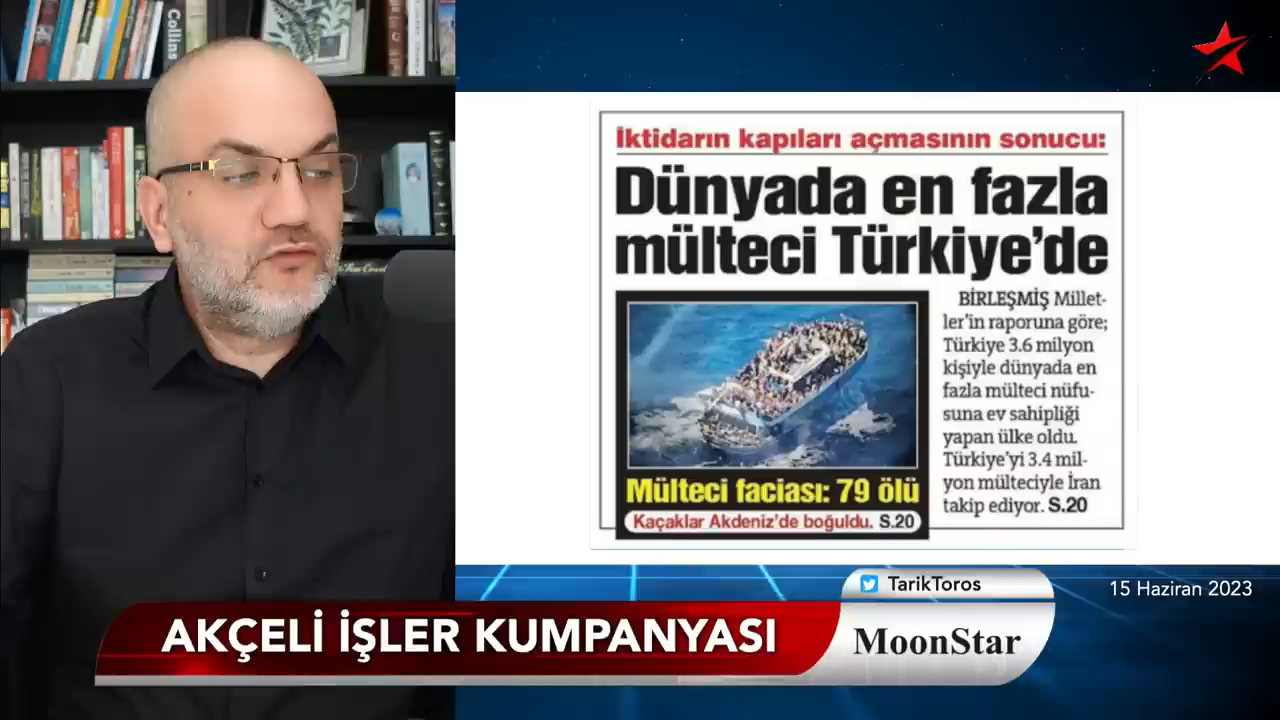 Collins
İktidarın kapıları açmasının sonucu:
Dünyada en fazla
mülteci Türkiye'de
BİRLEŞMİŞ Millet-
ler'in raporuna göre;
Türkiye 3.6 milyon
kişiyle dünyada en
fazla mülteci nüfu-
suna ev sahipliği
yapan ülke oldu.
Türkiye'yi 3.4 mil-
yon mülteciyle İran
takip ediyor. S.20
Mülteci faciası: 79 ölü
Kaçaklar Akdeniz'de boğuldu. S.20
TarikToros
15 Haziran 2023
AKÇELİ İŞLER KUMPANYASI
MoonStar